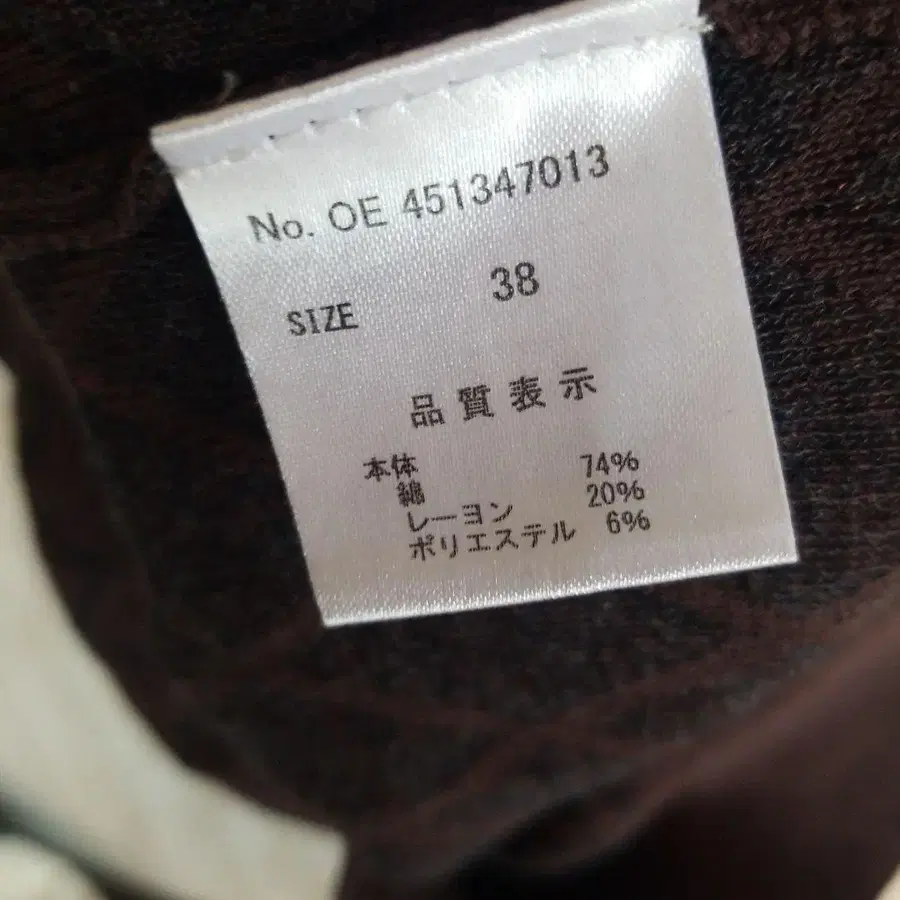 No. OE 451347013
SIZE 38
品質表示
本体
綿 74%
レーヨン 20%
ポリエステル 6%